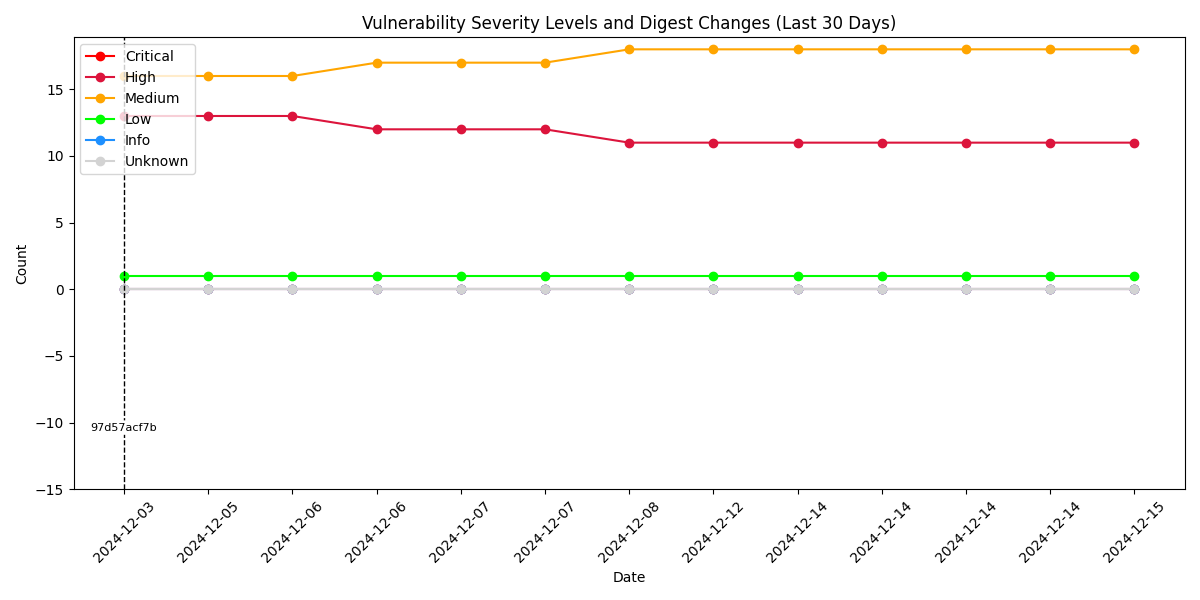 Vulnerability Severity Levels and Digest Changes (Last 30 Days)
Critical
High
Medium
Low
Info
Unknown
Count
15
10
5
0
−5
−10
−15
97d57acf7b
2024-12-03
2024-12-05
2024-12-06
2024-12-06
2024-12-07
2024-12-07
2024-12-08
2024-12-12
2024-12-14
2024-12-14
2024-12-14
2024-12-14
2024-12-15
Date